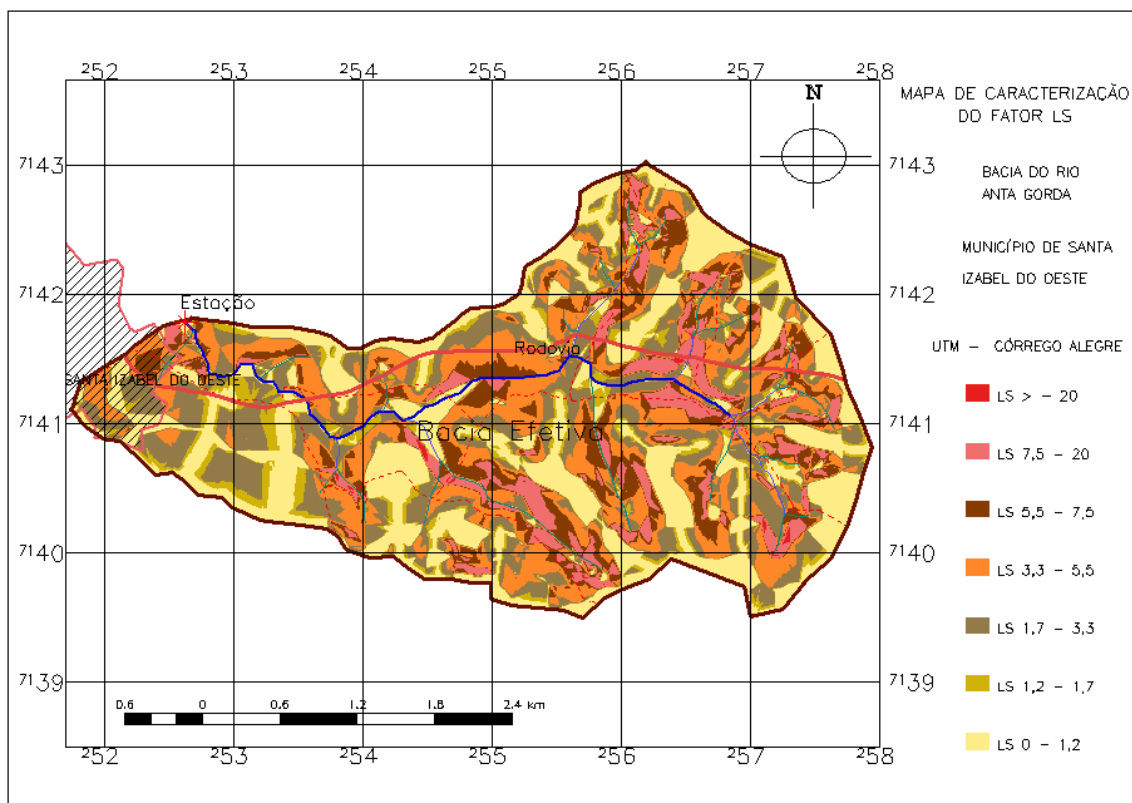 252 253 254 255 256 257 258
N
MAPA DE CARACTERIZAÇÃO
DO FATOR LS
7143 7143
BACIA DO RIO
ANTA GORDA
MUNICÍPIO DE SANTA
IZABEL DO OESTE
7142 7142
Estação
Rodovia
UTM – CÓRREGO ALEGRE
SANTA IZABEL DO OESTE
LS > – 20
7141 7141
Bacia Efetiva
LS 7,5 – 20
LS 5,5 – 7,5
7140 7140
LS 3,3 – 5,5
LS 1,7 – 3,3
7139 7139
LS 1,2 – 1,7
0.6 0 0.6 1.2 1.8 2.4 km
LS 0 – 1,2
252 253 254 255 256 257 258